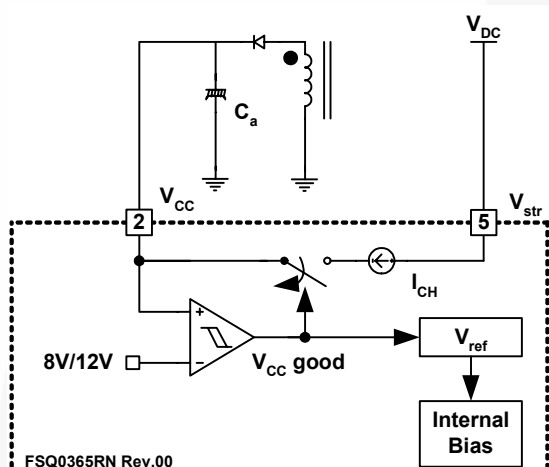 V_DC
C_a
V_CC
2
5
V_str
I_CH
+
8V/12V
−
V_CC good
V_ref
Internal
Bias
FSQ0365RN Rev.00